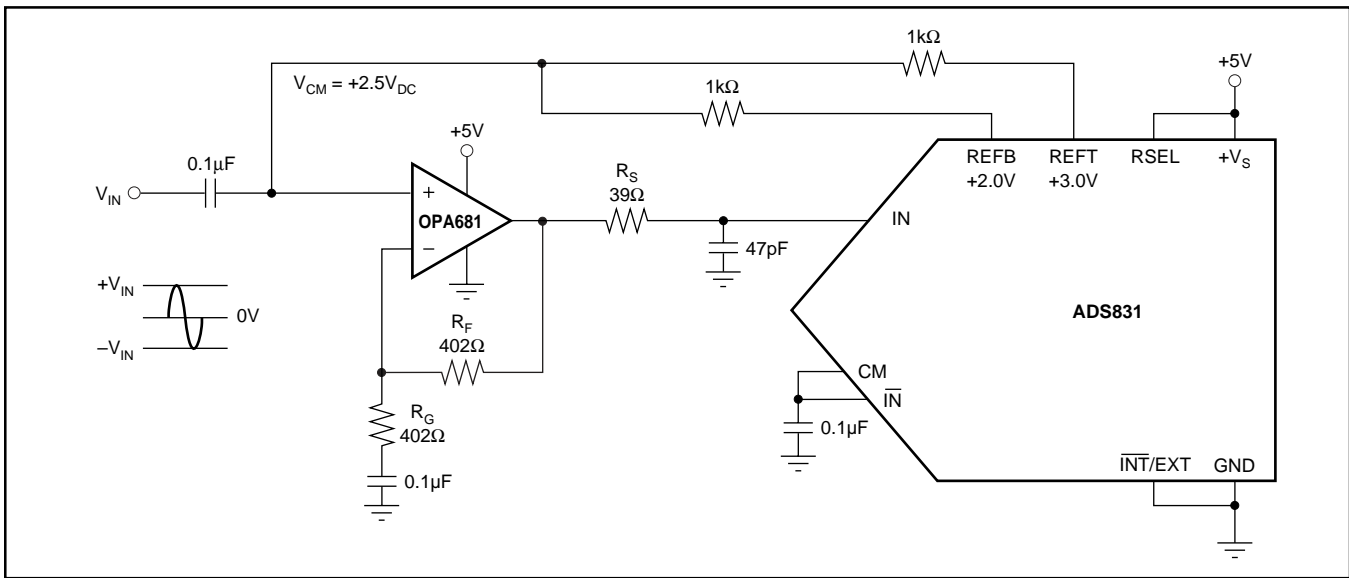 1kΩ
+5V
V_CM = +2.5V_DC
1kΩ
+5V
0.1µF
REFB
+2.0V
REFT
+3.0V
RSEL
+V_S
R_S
39Ω
V_IN
+
OPA681
IN
–
47pF
+V_IN
0V
–V_IN
ADS831
R_F
402Ω
CM
I̅N̅
R_G
402Ω
0.1µF
0.1µF
I̅N̅T̅/EXT
GND